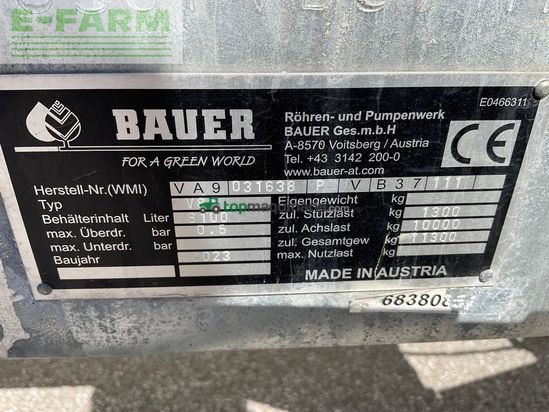 E-FARM
E0466311
BAUER
FOR A GREEN WORLD
Röhren- und Pumpenwerk
BAUER Ges.m.b.H
A-8570 Voitsberg / Austria
Tel. +43 3142 200-0
www.bauer-at.com
CE
Herstell-Nr.(WMI) VA9 031638 P V B37 111
Typ
Behälterinhalt Liter
max. Überdr. bar 0.5
max. Unterdr. bar
Baujahr
Eigengewicht kg
zul. Stützlast kg 1300
zul. Achslast kg 10000
zul. Gesamtgew kg 11300
max. Nutzlast kg
MADE IN AUSTRIA